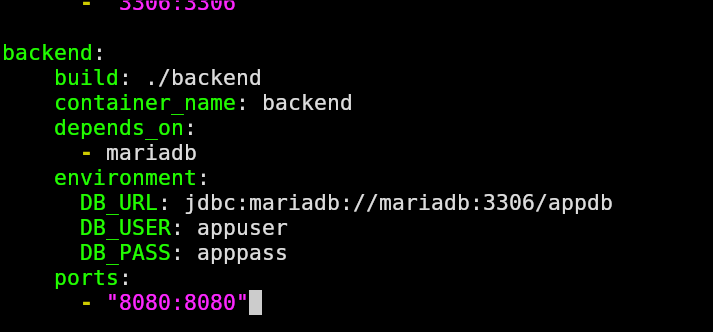 - "3306:3306"
backend:
    build: ./backend
    container_name: backend
    depends_on:
      - mariadb
    environment:
      DB_URL: jdbc:mariadb://mariadb:3306/appdb
      DB_USER: appuser
      DB_PASS: apppass
    ports:
      - "8080:8080"